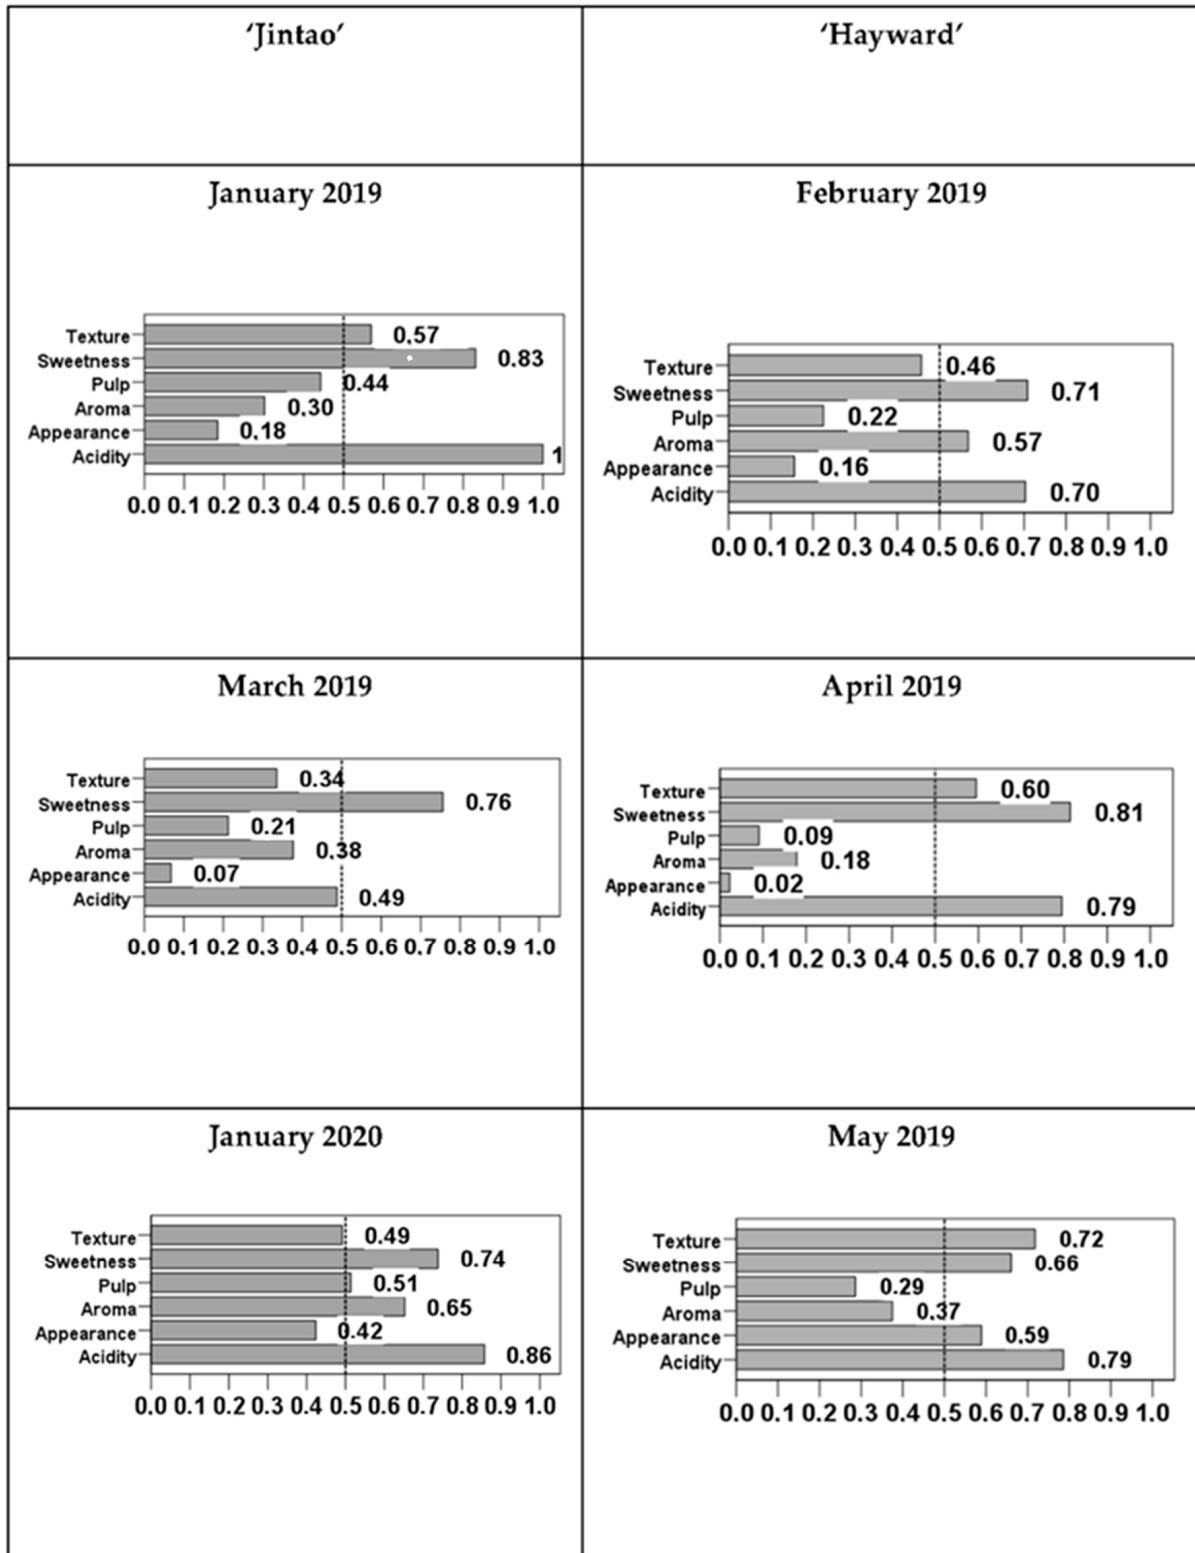 ‘Jintao’
‘Hayward’
January 2019
Texture 0.57
Sweetness 0.83
Pulp 0.44
Aroma 0.30
Appearance 0.18
Acidity 1
0.0 0.1 0.2 0.3 0.4 0.5 0.6 0.7 0.8 0.9 1.0
February 2019
Texture 0.46
Sweetness 0.71
Pulp 0.22
Aroma 0.57
Appearance 0.16
Acidity 0.70
0.0 0.1 0.2 0.3 0.4 0.5 0.6 0.7 0.8 0.9 1.0
March 2019
Texture 0.34
Sweetness 0.76
Pulp 0.21
Aroma 0.38
Appearance 0.07
Acidity 0.49
0.0 0.1 0.2 0.3 0.4 0.5 0.6 0.7 0.8 0.9 1.0
April 2019
Texture 0.60
Sweetness 0.81
Pulp 0.09
Aroma 0.18
Appearance 0.02
Acidity 0.79
0.0 0.1 0.2 0.3 0.4 0.5 0.6 0.7 0.8 0.9 1.0
January 2020
Texture 0.49
Sweetness 0.74
Pulp 0.51
Aroma 0.65
Appearance 0.42
Acidity 0.86
0.0 0.1 0.2 0.3 0.4 0.5 0.6 0.7 0.8 0.9 1.0
May 2019
Texture 0.72
Sweetness 0.66
Pulp 0.29
Aroma 0.37
Appearance 0.59
Acidity 0.79
0.0 0.1 0.2 0.3 0.4 0.5 0.6 0.7 0.8 0.9 1.0